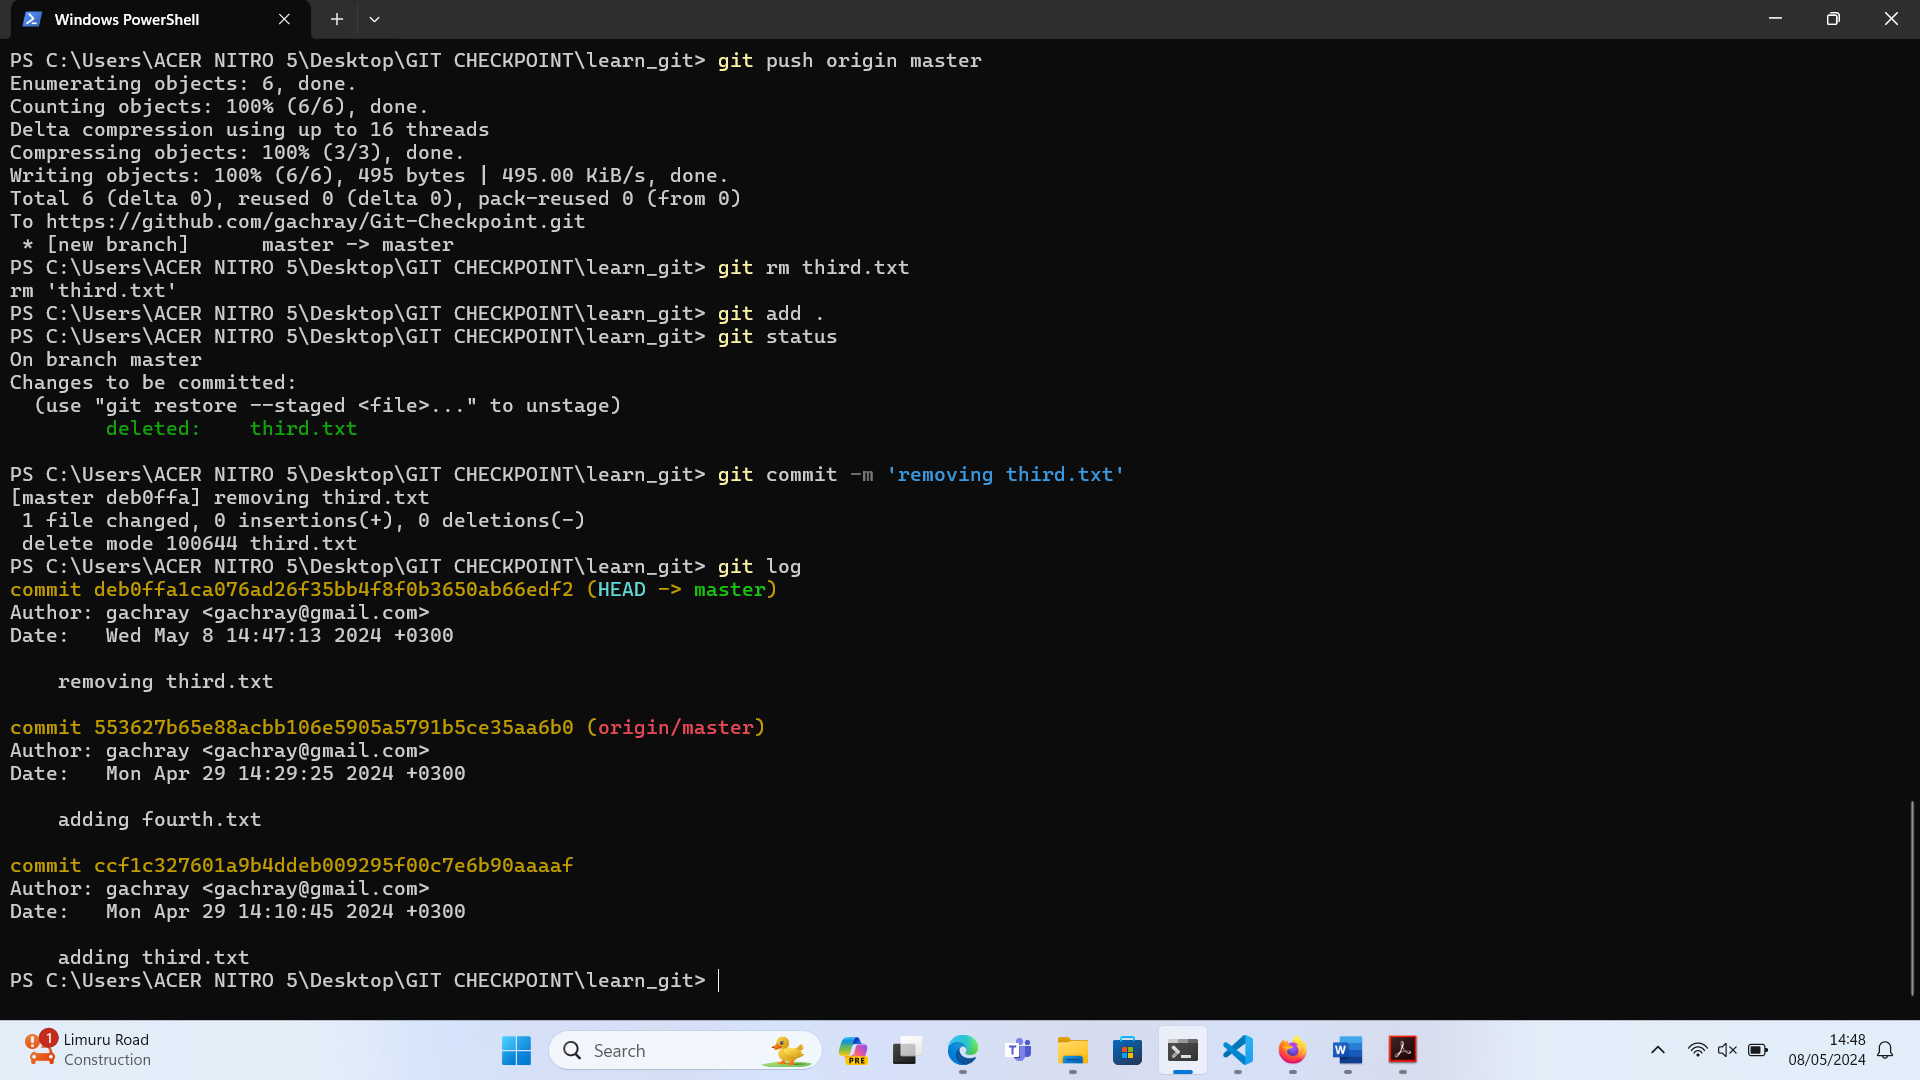 Windows PowerShell
PS C:\Users\ACER NITRO 5\Desktop\GIT CHECKPOINT\learn_git> git push origin master
Enumerating objects: 6, done.
Counting objects: 100% (6/6), done.
Delta compression using up to 16 threads
Compressing objects: 100% (3/3), done.
Writing objects: 100% (6/6), 495 bytes | 495.00 KiB/s, done.
Total 6 (delta 0), reused 0 (delta 0), pack-reused 0 (from 0)
To https://github.com/gachray/Git-Checkpoint.git
 * [new branch]      master -> master
PS C:\Users\ACER NITRO 5\Desktop\GIT CHECKPOINT\learn_git> git rm third.txt
rm 'third.txt'
PS C:\Users\ACER NITRO 5\Desktop\GIT CHECKPOINT\learn_git> git add .
PS C:\Users\ACER NITRO 5\Desktop\GIT CHECKPOINT\learn_git> git status
On branch master
Changes to be committed:
  (use "git restore --staged <file>..." to unstage)
        deleted:    third.txt
PS C:\Users\ACER NITRO 5\Desktop\GIT CHECKPOINT\learn_git> git commit -m 'removing third.txt'
[master deb0ffa] removing third.txt
 1 file changed, 0 insertions(+), 0 deletions(-)
 delete mode 100644 third.txt
PS C:\Users\ACER NITRO 5\Desktop\GIT CHECKPOINT\learn_git> git log
commit deb0ffa1ca076ad26f35bb4f8f0b3650ab66edf2 (HEAD -> master)
Author: gachray <gachray@gmail.com>
Date:   Wed May 8 14:47:13 2024 +0300
    removing third.txt
commit 553627b65e88acbb106e5905a5791b5ce35aa6b0 (origin/master)
Author: gachray <gachray@gmail.com>
Date:   Mon Apr 29 14:29:25 2024 +0300
    adding fourth.txt
commit ccf1c327601a9b4ddeb009295f00c7e6b90aaaaf
Author: gachray <gachray@gmail.com>
Date:   Mon Apr 29 14:10:45 2024 +0300
    adding third.txt
PS C:\Users\ACER NITRO 5\Desktop\GIT CHECKPOINT\learn_git>
1
Limuru Road
Construction
Search
PRE
14:48
08/05/2024